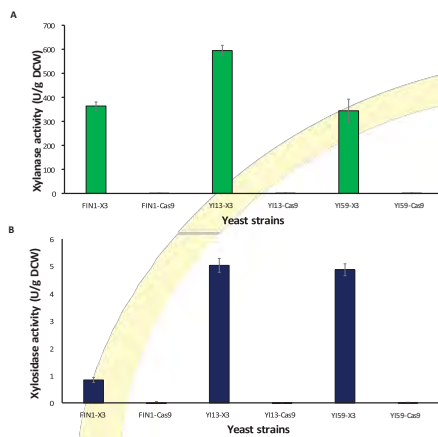 A
Xylanase activity (U/g DCW)
700
600
500
400
300
200
100
0
FIN1-X3 FIN1-Cas9 YI13-X3 YI13-Cas9 YI59-X3 YI59-Cas9
Yeast strains
B
Xylosidase activity (U/g DCW)
6
5
4
3
2
1
0
FIN1-X3 FIN1-Cas9 YI13-X3 YI13-Cas9 YI59-X3 YI59-Cas9
Yeast strains